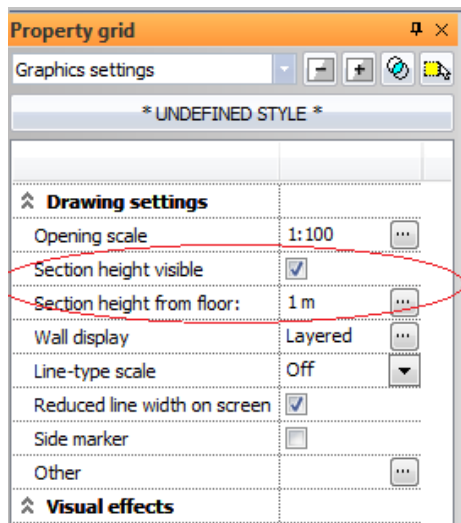 Property grid
Graphics settings
* UNDEFINED STYLE *
Drawing settings
Opening scale 1:100 ...
Section height visible
Section height from floor: 1 m ...
Wall display Layered ...
Line-type scale Off
Reduced line width on screen
Side marker
Other ...
Visual effects